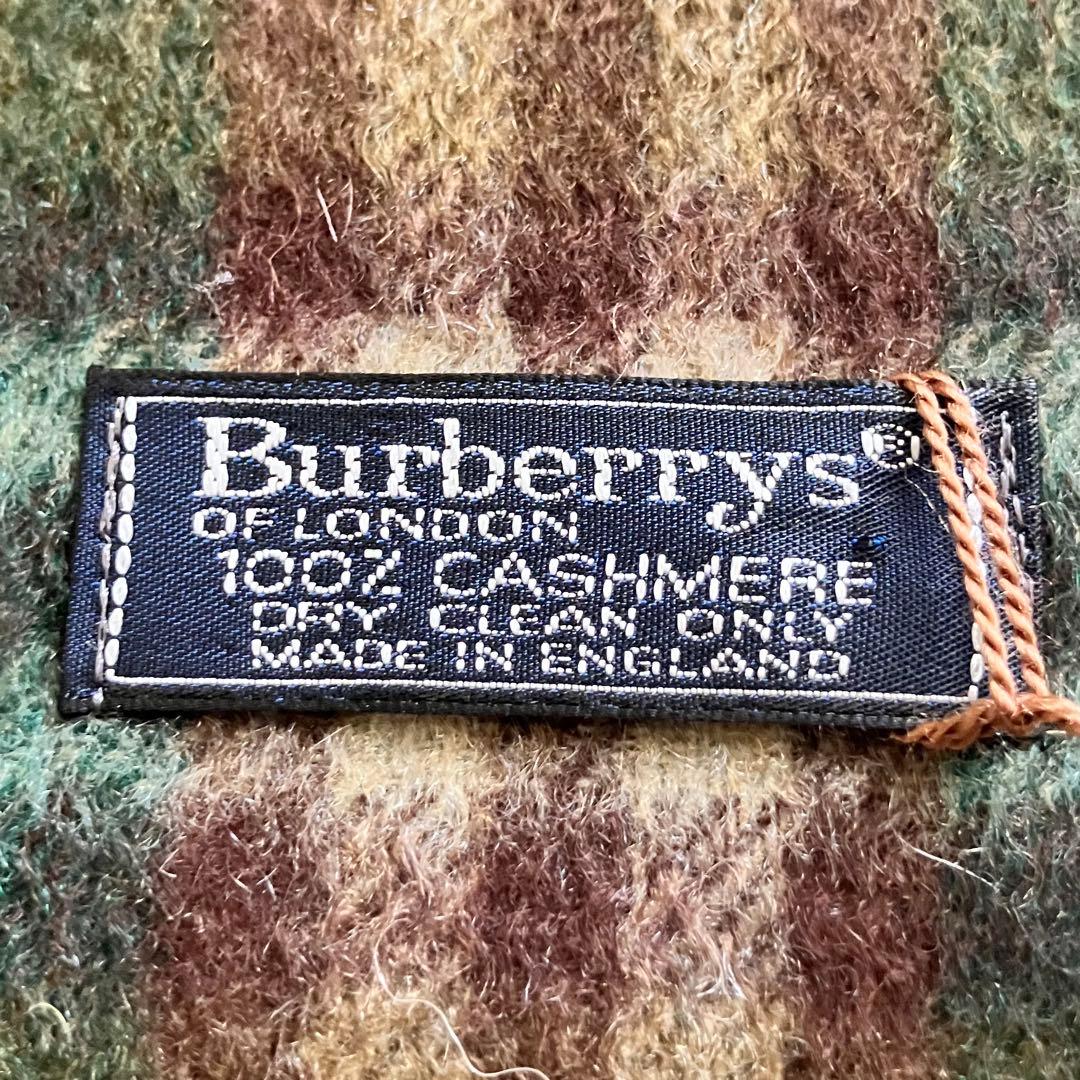 Burberrys®
OF LONDON
100% CASHMERE
DRY CLEAN ONLY
MADE IN ENGLAND